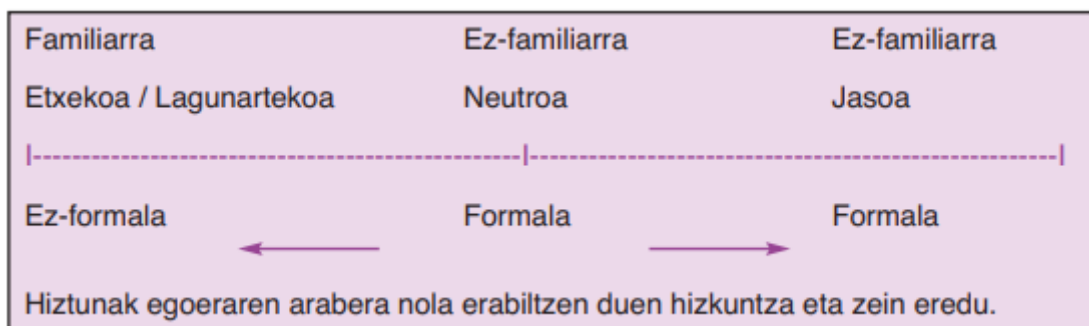 Familiarra Ez-familiarra Ez-familiarra
Etxekoa / Lagunartekoa Neutroa Jasoa
Ez-formala Formala Formala
Hiztunak egoeraren arabera nola erabiltzen duen hizkuntza eta zein eredu.